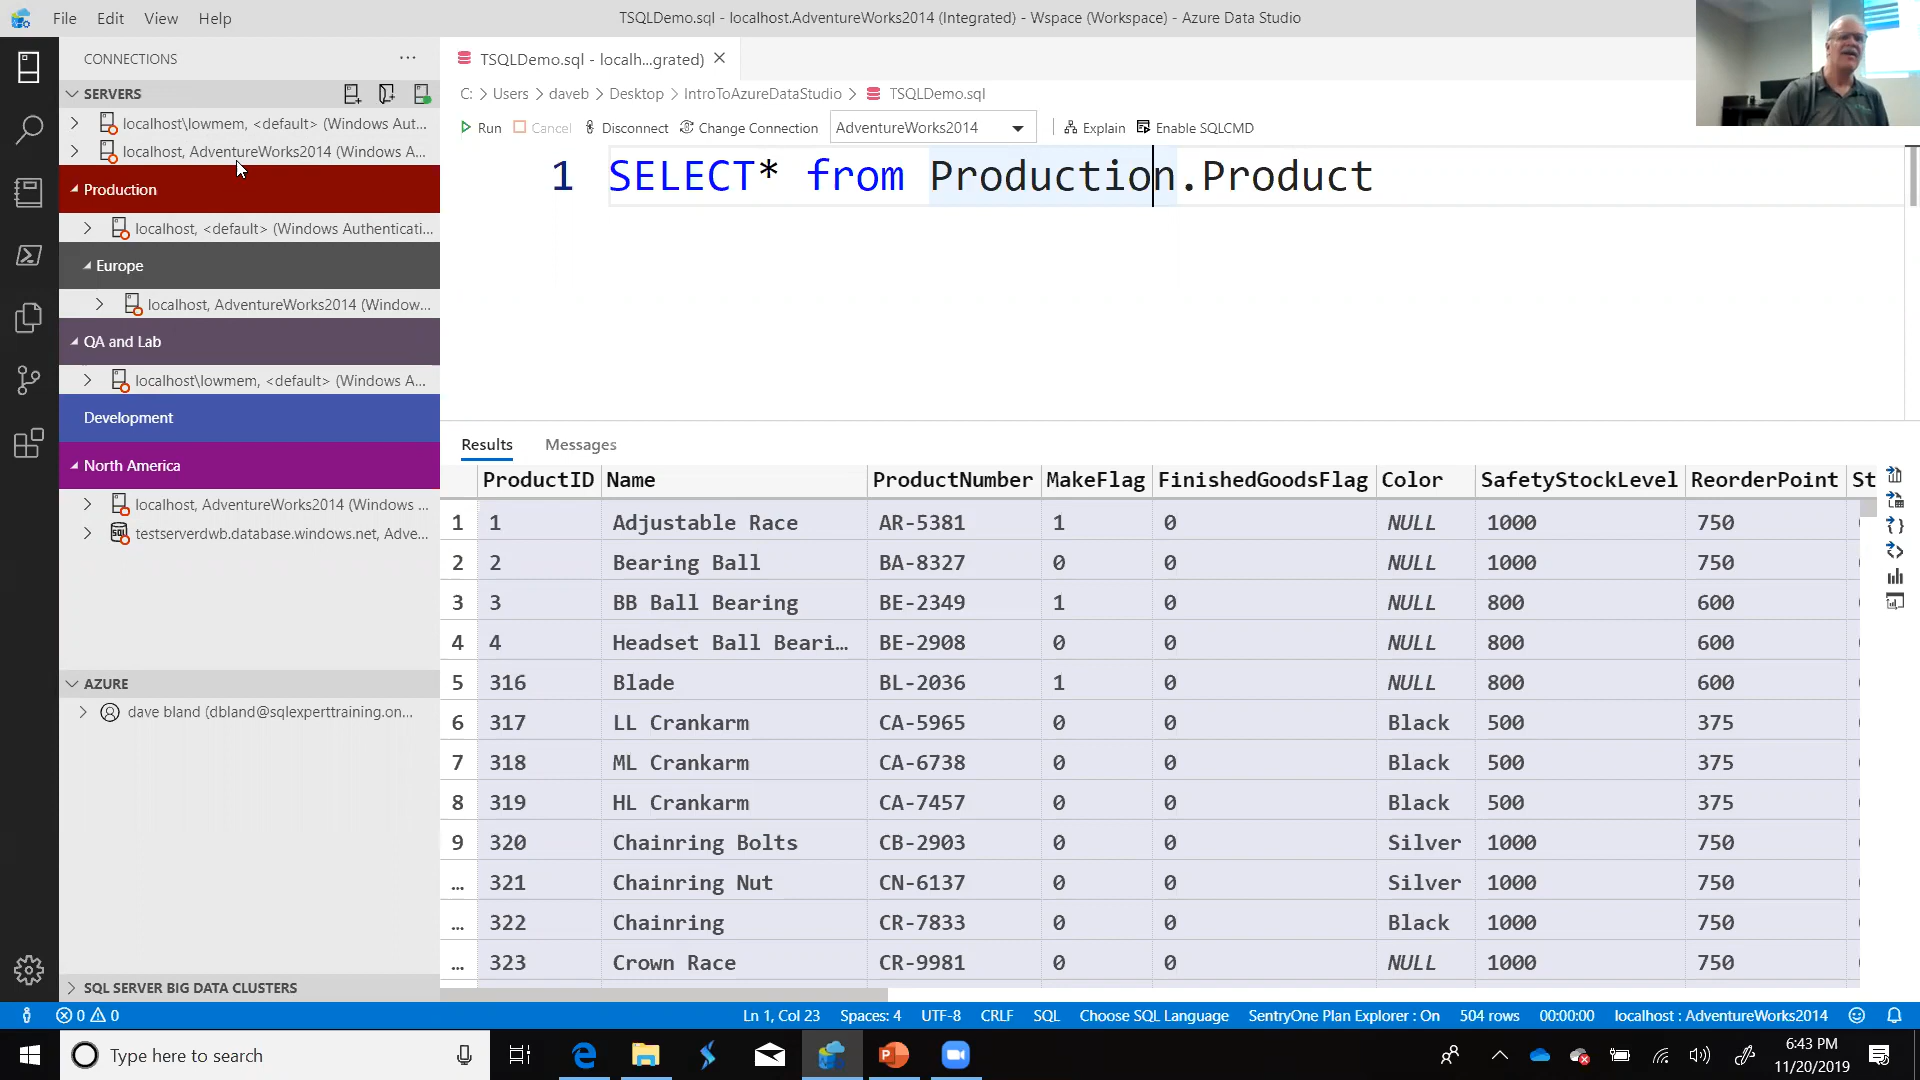 File Edit View Help
TSQLDemo.sql - localhost.AdventureWorks2014 (Integrated) - Wspace (Workspace) - Azure Data Studio
CONNECTIONS
SERVERS
localhost\lowmem, <default> (Windows Aut...
localhost, AdventureWorks2014 (Windows A...
Production
localhost, <default> (Windows Authenticati...
Europe
localhost, AdventureWorks2014 (Window...
QA and Lab
localhost\lowmem, <default> (Windows A...
Development
North America
localhost, AdventureWorks2014 (Windows ...
testserverdwb.database.windows.net, Adve...
AZURE
dave bland (dbland@sqlexperttraining.on...
SQL SERVER BIG DATA CLUSTERS
TSQLDemo.sql - localh...grated)
C: > Users > daveb > Desktop > IntroToAzureDataStudio > TSQLDemo.sql
Run Cancel Disconnect Change Connection AdventureWorks2014 Explain Enable SQLCMD
1 SELECT* from Production.Product
Results Messages
ProductID Name ProductNumber MakeFlag FinishedGoodsFlag Color SafetyStockLevel ReorderPoint St
1 1 Adjustable Race AR-5381 1 0 NULL 1000 750
2 2 Bearing Ball BA-8327 0 0 NULL 1000 750
3 3 BB Ball Bearing BE-2349 1 0 NULL 800 600
4 4 Headset Ball Beari... BE-2908 0 0 NULL 800 600
5 316 Blade BL-2036 1 0 NULL 800 600
6 317 LL Crankarm CA-5965 0 0 Black 500 375
7 318 ML Crankarm CA-6738 0 0 Black 500 375
8 319 HL Crankarm CA-7457 0 0 Black 500 375
9 320 Chainring Bolts CB-2903 0 0 Silver 1000 750
... 321 Chainring Nut CN-6137 0 0 Silver 1000 750
... 322 Chainring CR-7833 0 0 Black 1000 750
... 323 Crown Race CR-9981 0 0 NULL 1000 750
0 0 Ln 1, Col 23 Spaces: 4 UTF-8 CRLF SQL Choose SQL Language SentryOne Plan Explorer : On 504 rows 00:00:00 localhost : AdventureWorks2014
Type here to search
6:43 PM
11/20/2019